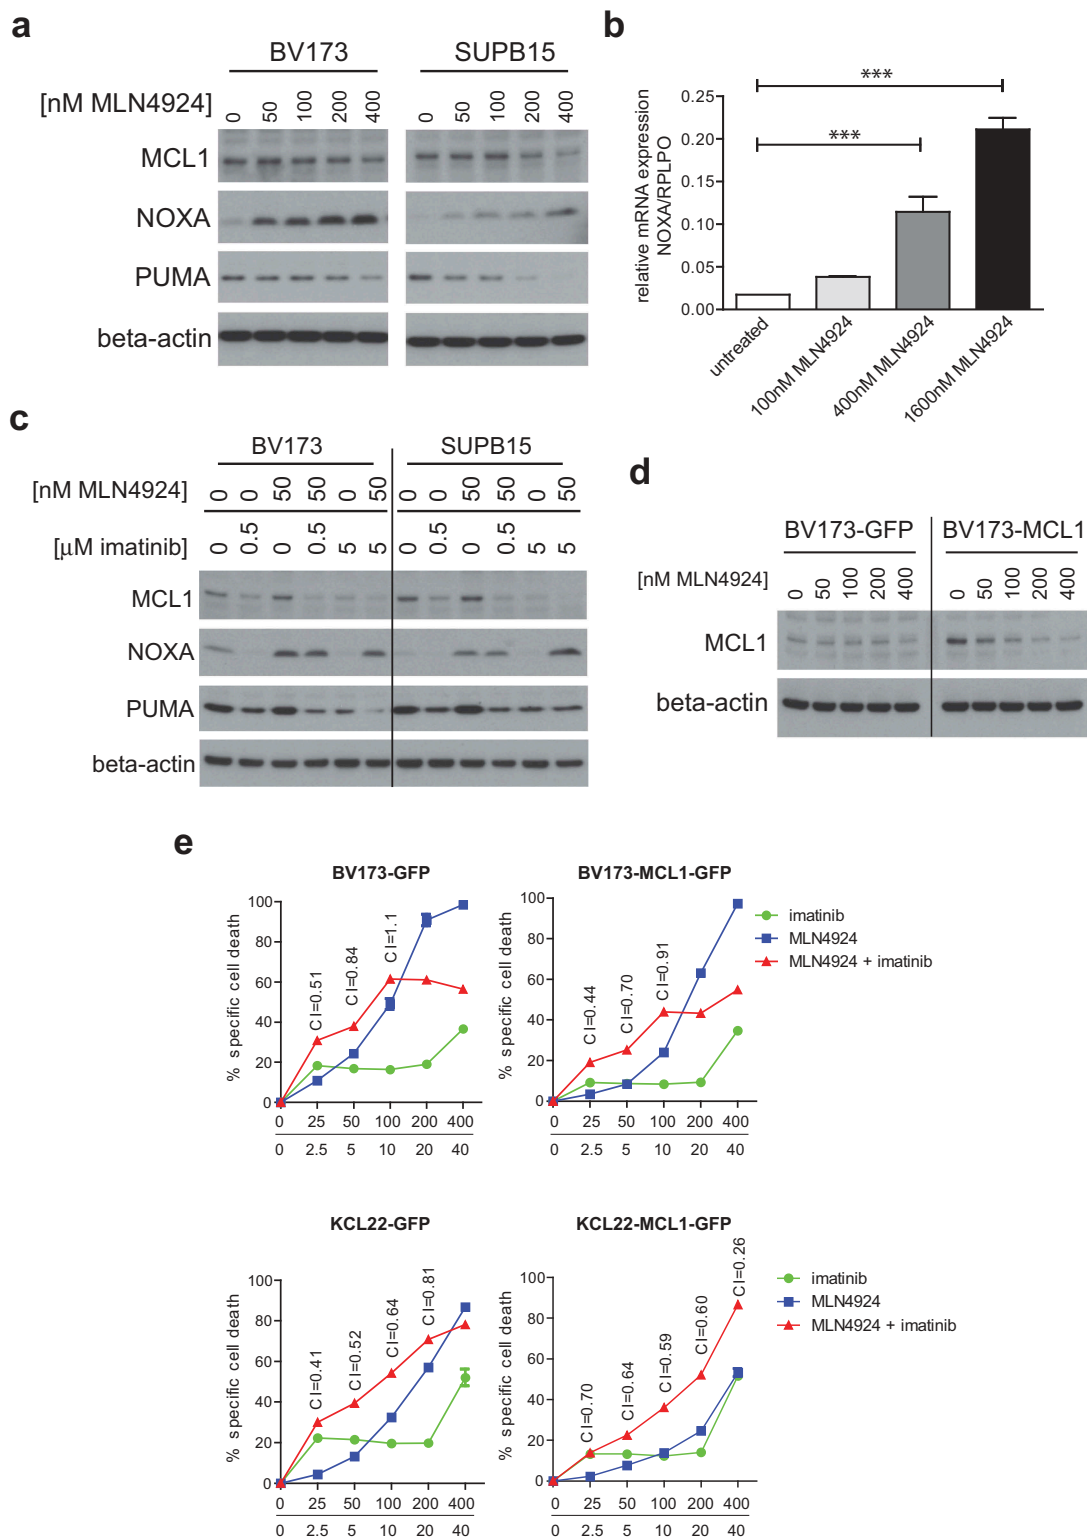 a
BV173 SUPB15
[nM MLN4924] 0 50 100 200 400 0 50 100 200 400
MCL1
NOXA
PUMA
beta-actin
b
*** 
***
relative mRNA expression
NOXA/RPLPO
0.25
0.20
0.15
0.10
0.05
0.00
untreated
100nM MLN4924
400nM MLN4924
1600nM MLN4924
c
BV173 SUPB15
[nM MLN4924] 0 0 50 50 0 50 0 0 50 50 0 50
[µM imatinib] 0 0.5 0 0.5 5 5 0 0.5 0 0.5 5 5
MCL1
NOXA
PUMA
beta-actin
d
BV173-GFP BV173-MCL1
[nM MLN4924] 0 50 100 200 400 0 50 100 200 400
MCL1
beta-actin
e
BV173-GFP
% specific cell death
100
80
60
40
20
0
CI=0.51 CI=0.84 CI=1.1
0 25 50 100 200 400
0 2.5 5 10 20 40
BV173-MCL1-GFP
100
80
60
40
20
0
CI=0.44 CI=0.70 CI=0.91
0 25 50 100 200 400
0 2.5 5 10 20 40
imatinib
MLN4924
MLN4924 + imatinib
KCL22-GFP
% specific cell death
100
80
60
40
20
0
CI=0.41 CI=0.52 CI=0.64 CI=0.81
0 25 50 100 200 400
0 2.5 5 10 20 40
KCL22-MCL1-GFP
% specific cell death
100
80
60
40
20
0
CI=0.70 CI=0.64 CI=0.59 CI=0.60 CI=0.26
0 25 50 100 200 400
0 2.5 5 10 20 40
imatinib
MLN4924
MLN4924 + imatinib